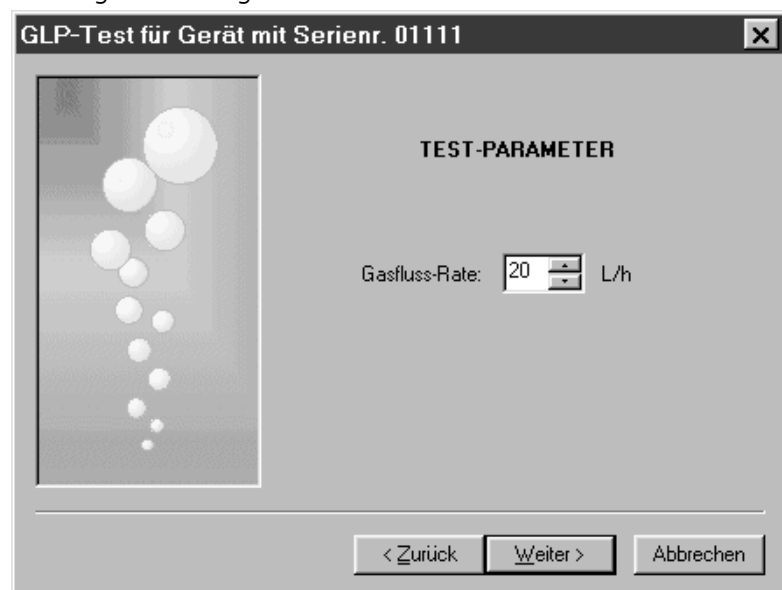 GLP-Test für Gerät mit Serienr. 01111
TEST-PARAMETER
Gasfluss-Rate: 20 L/h
< Zurück Weiter > Abbrechen